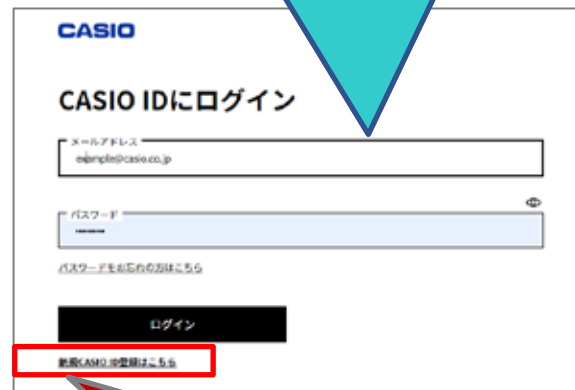 CASIO
CASIO IDにログイン
メールアドレス
example@casio.co.jp
パスワード
パスワードをお忘れの方はこちら
ログイン
新規CASIO ID登録はこちら